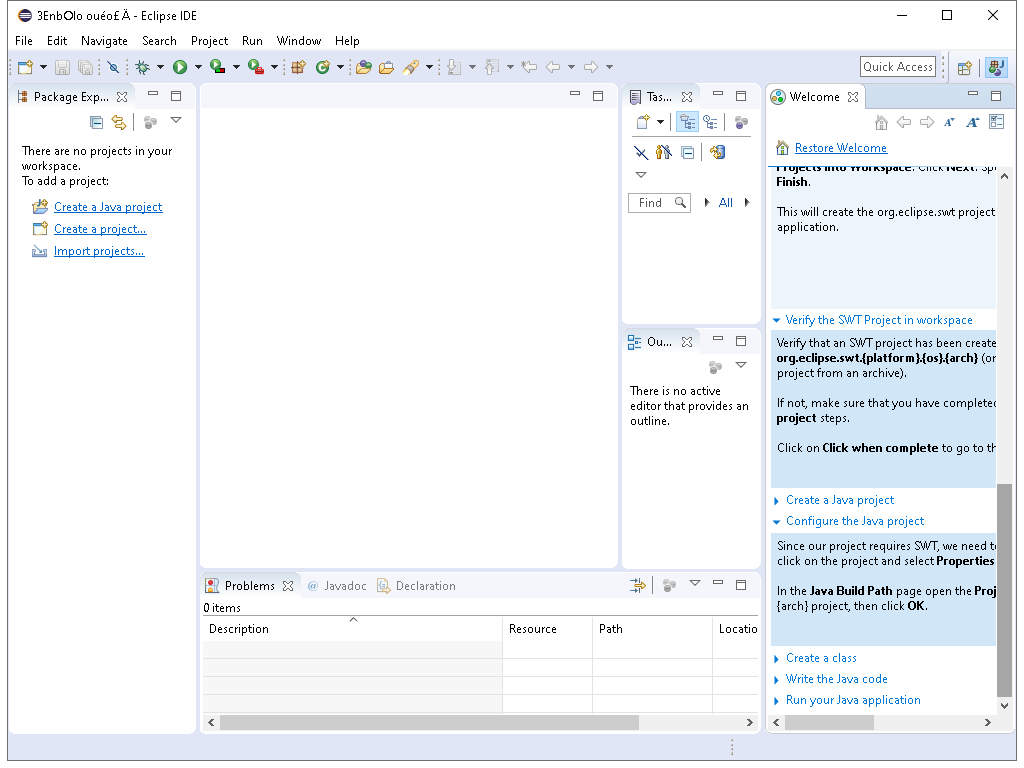 3EnbOlo ouéo£Ä - Eclipse IDE
File Edit Navigate Search Project Run Window Help
Quick Access
Package Exp...
There are no projects in your
workspace.
To add a project:
Create a Java project
Create a project...
Import projects...
Tas...
Find
All
Ou...
There is no active
editor that provides an
outline.
Welcome
Restore Welcome
Projects into Workspace. Click Next. Sp
Finish.
This will create the org.eclipse.swt project
application.
Verify the SWT Project in workspace
Verify that an SWT project has been create
org.eclipse.swt.{platform}.{os}.{arch} (or
project from an archive).
If not, make sure that you have completed
project steps.
Click on Click when complete to go to th
Create a Java project
Configure the Java project
Since our project requires SWT, we need to
click on the project and select Properties
In the Java Build Path page open the Proj
{arch} project, then click OK.
Create a class
Write the Java code
Run your Java application
Problems Javadoc Declaration
0 items
Description Resource Path Locatio